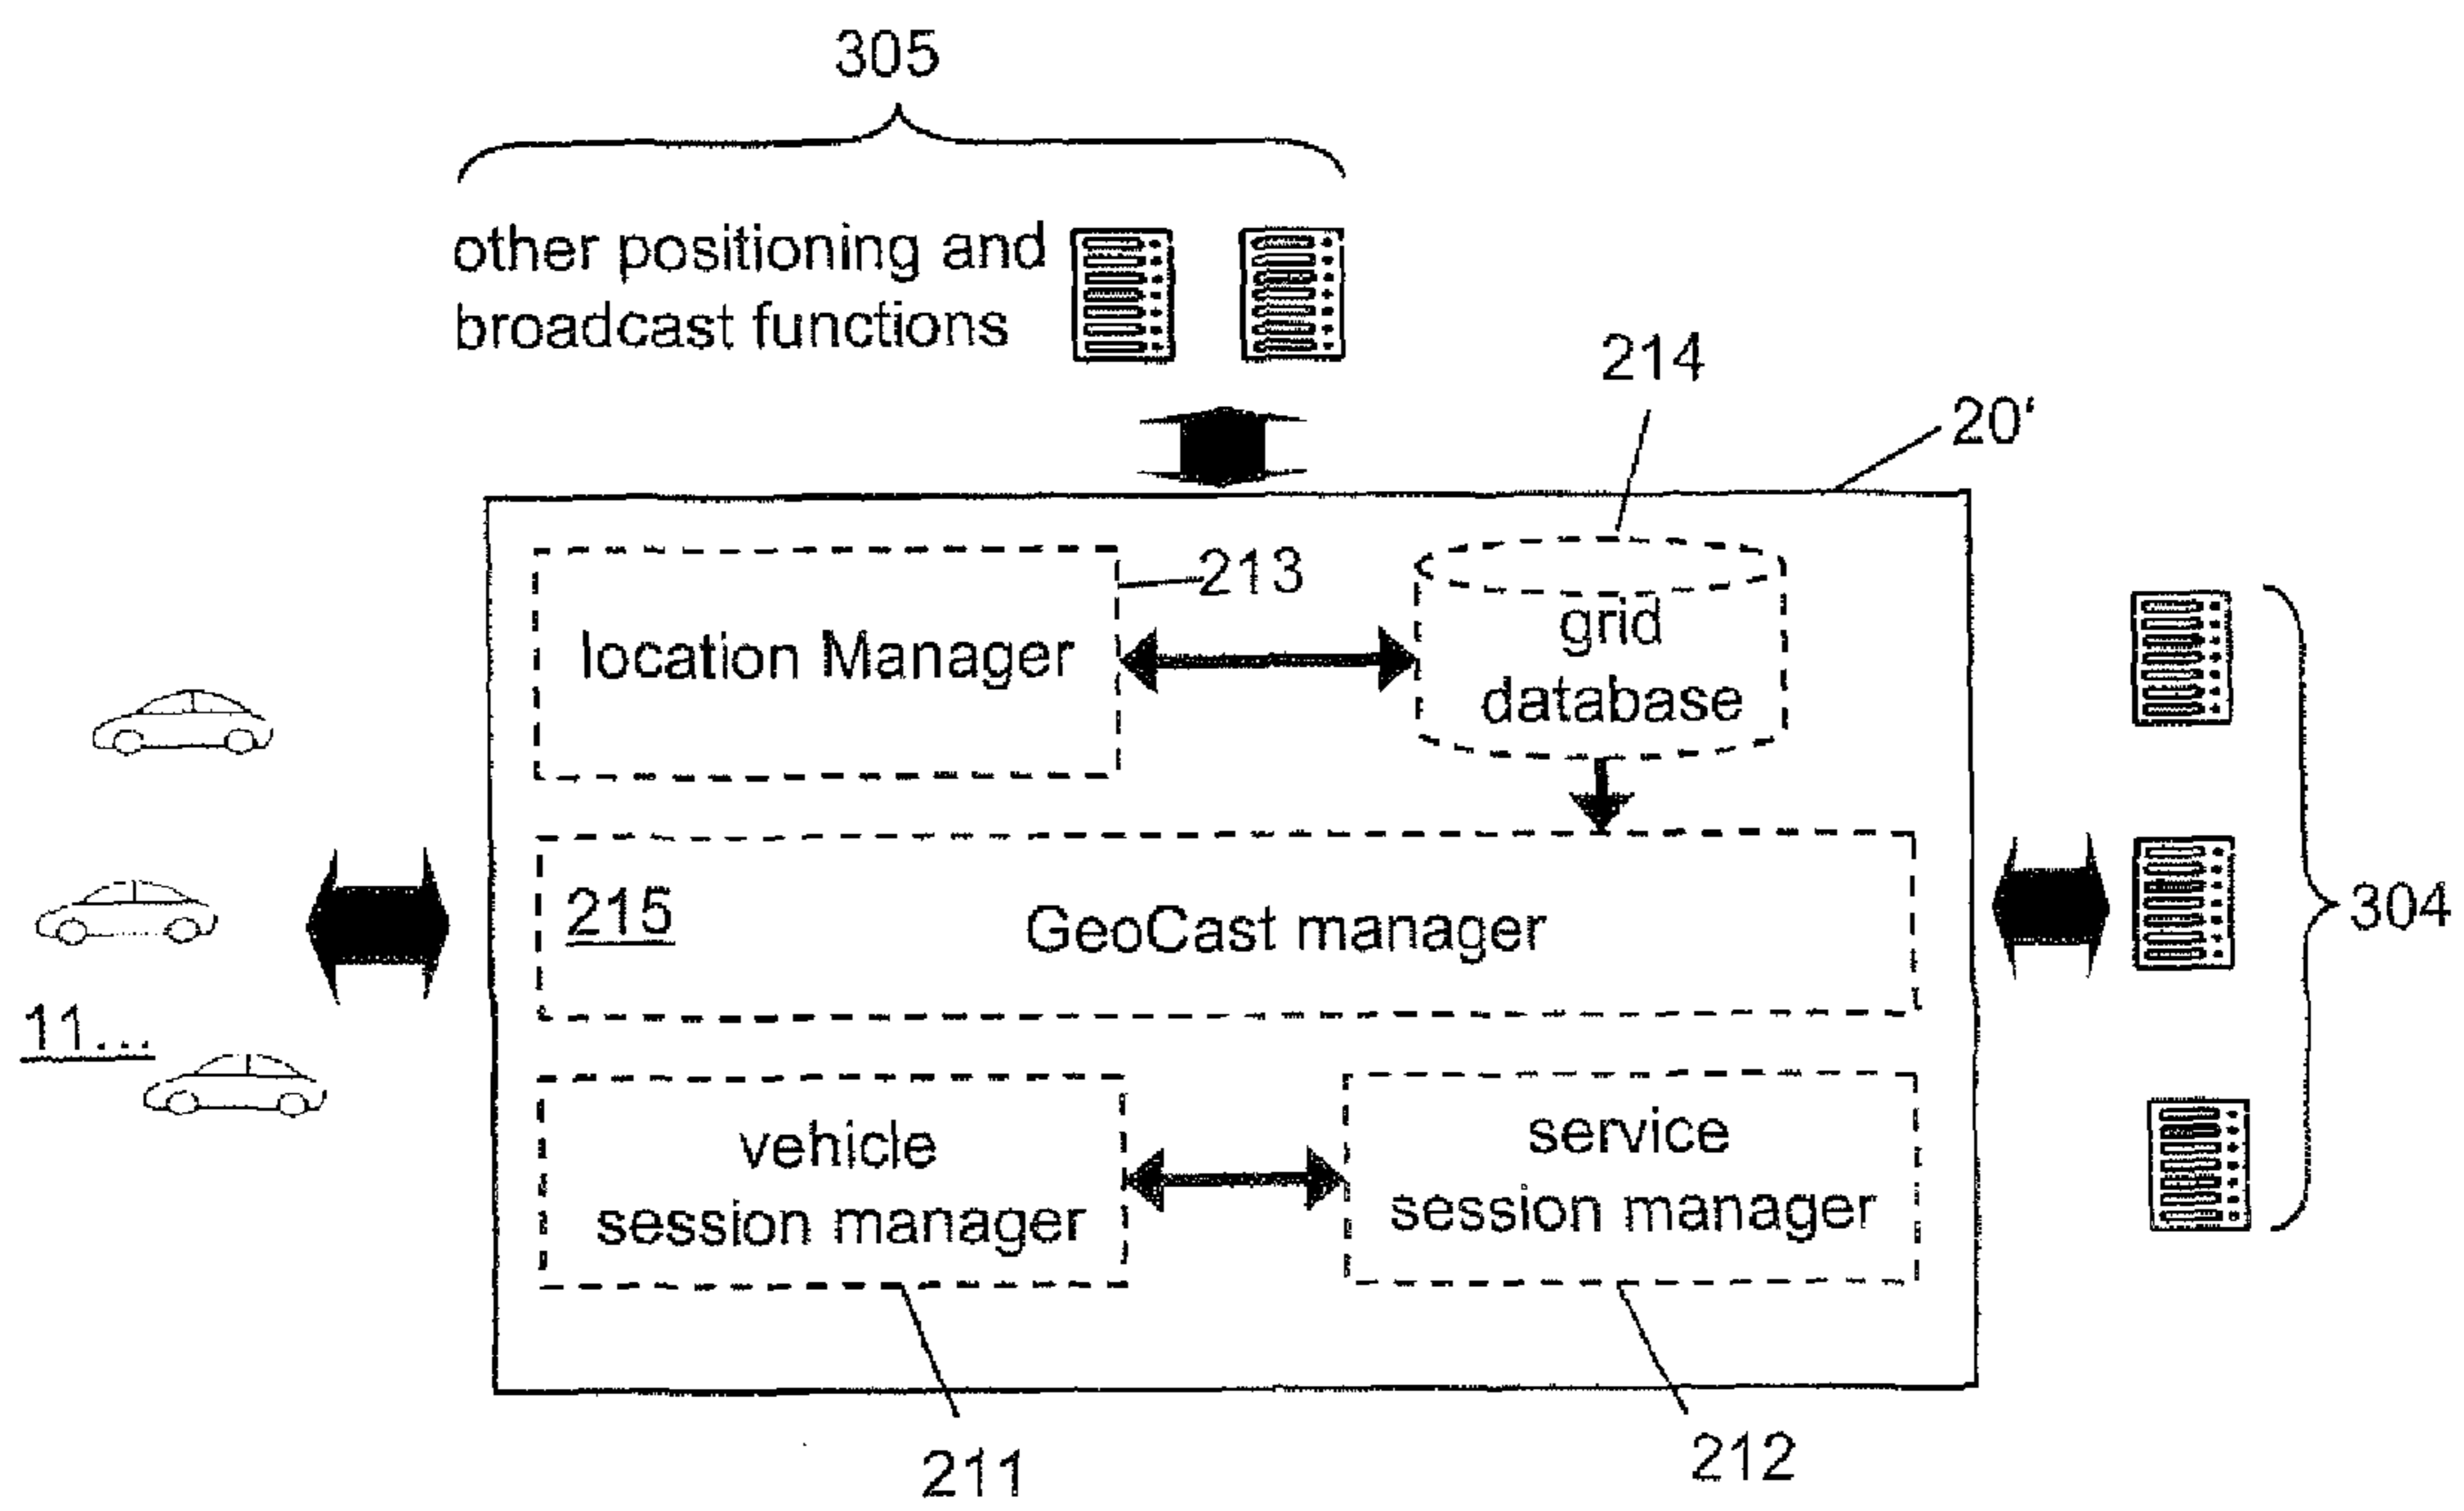 305
other positioning and
broadcast functions
214
20'
213
location Manager
grid
database
215
GeoCast manager
304
11...
vehicle
session manager
service
session manager
211
212